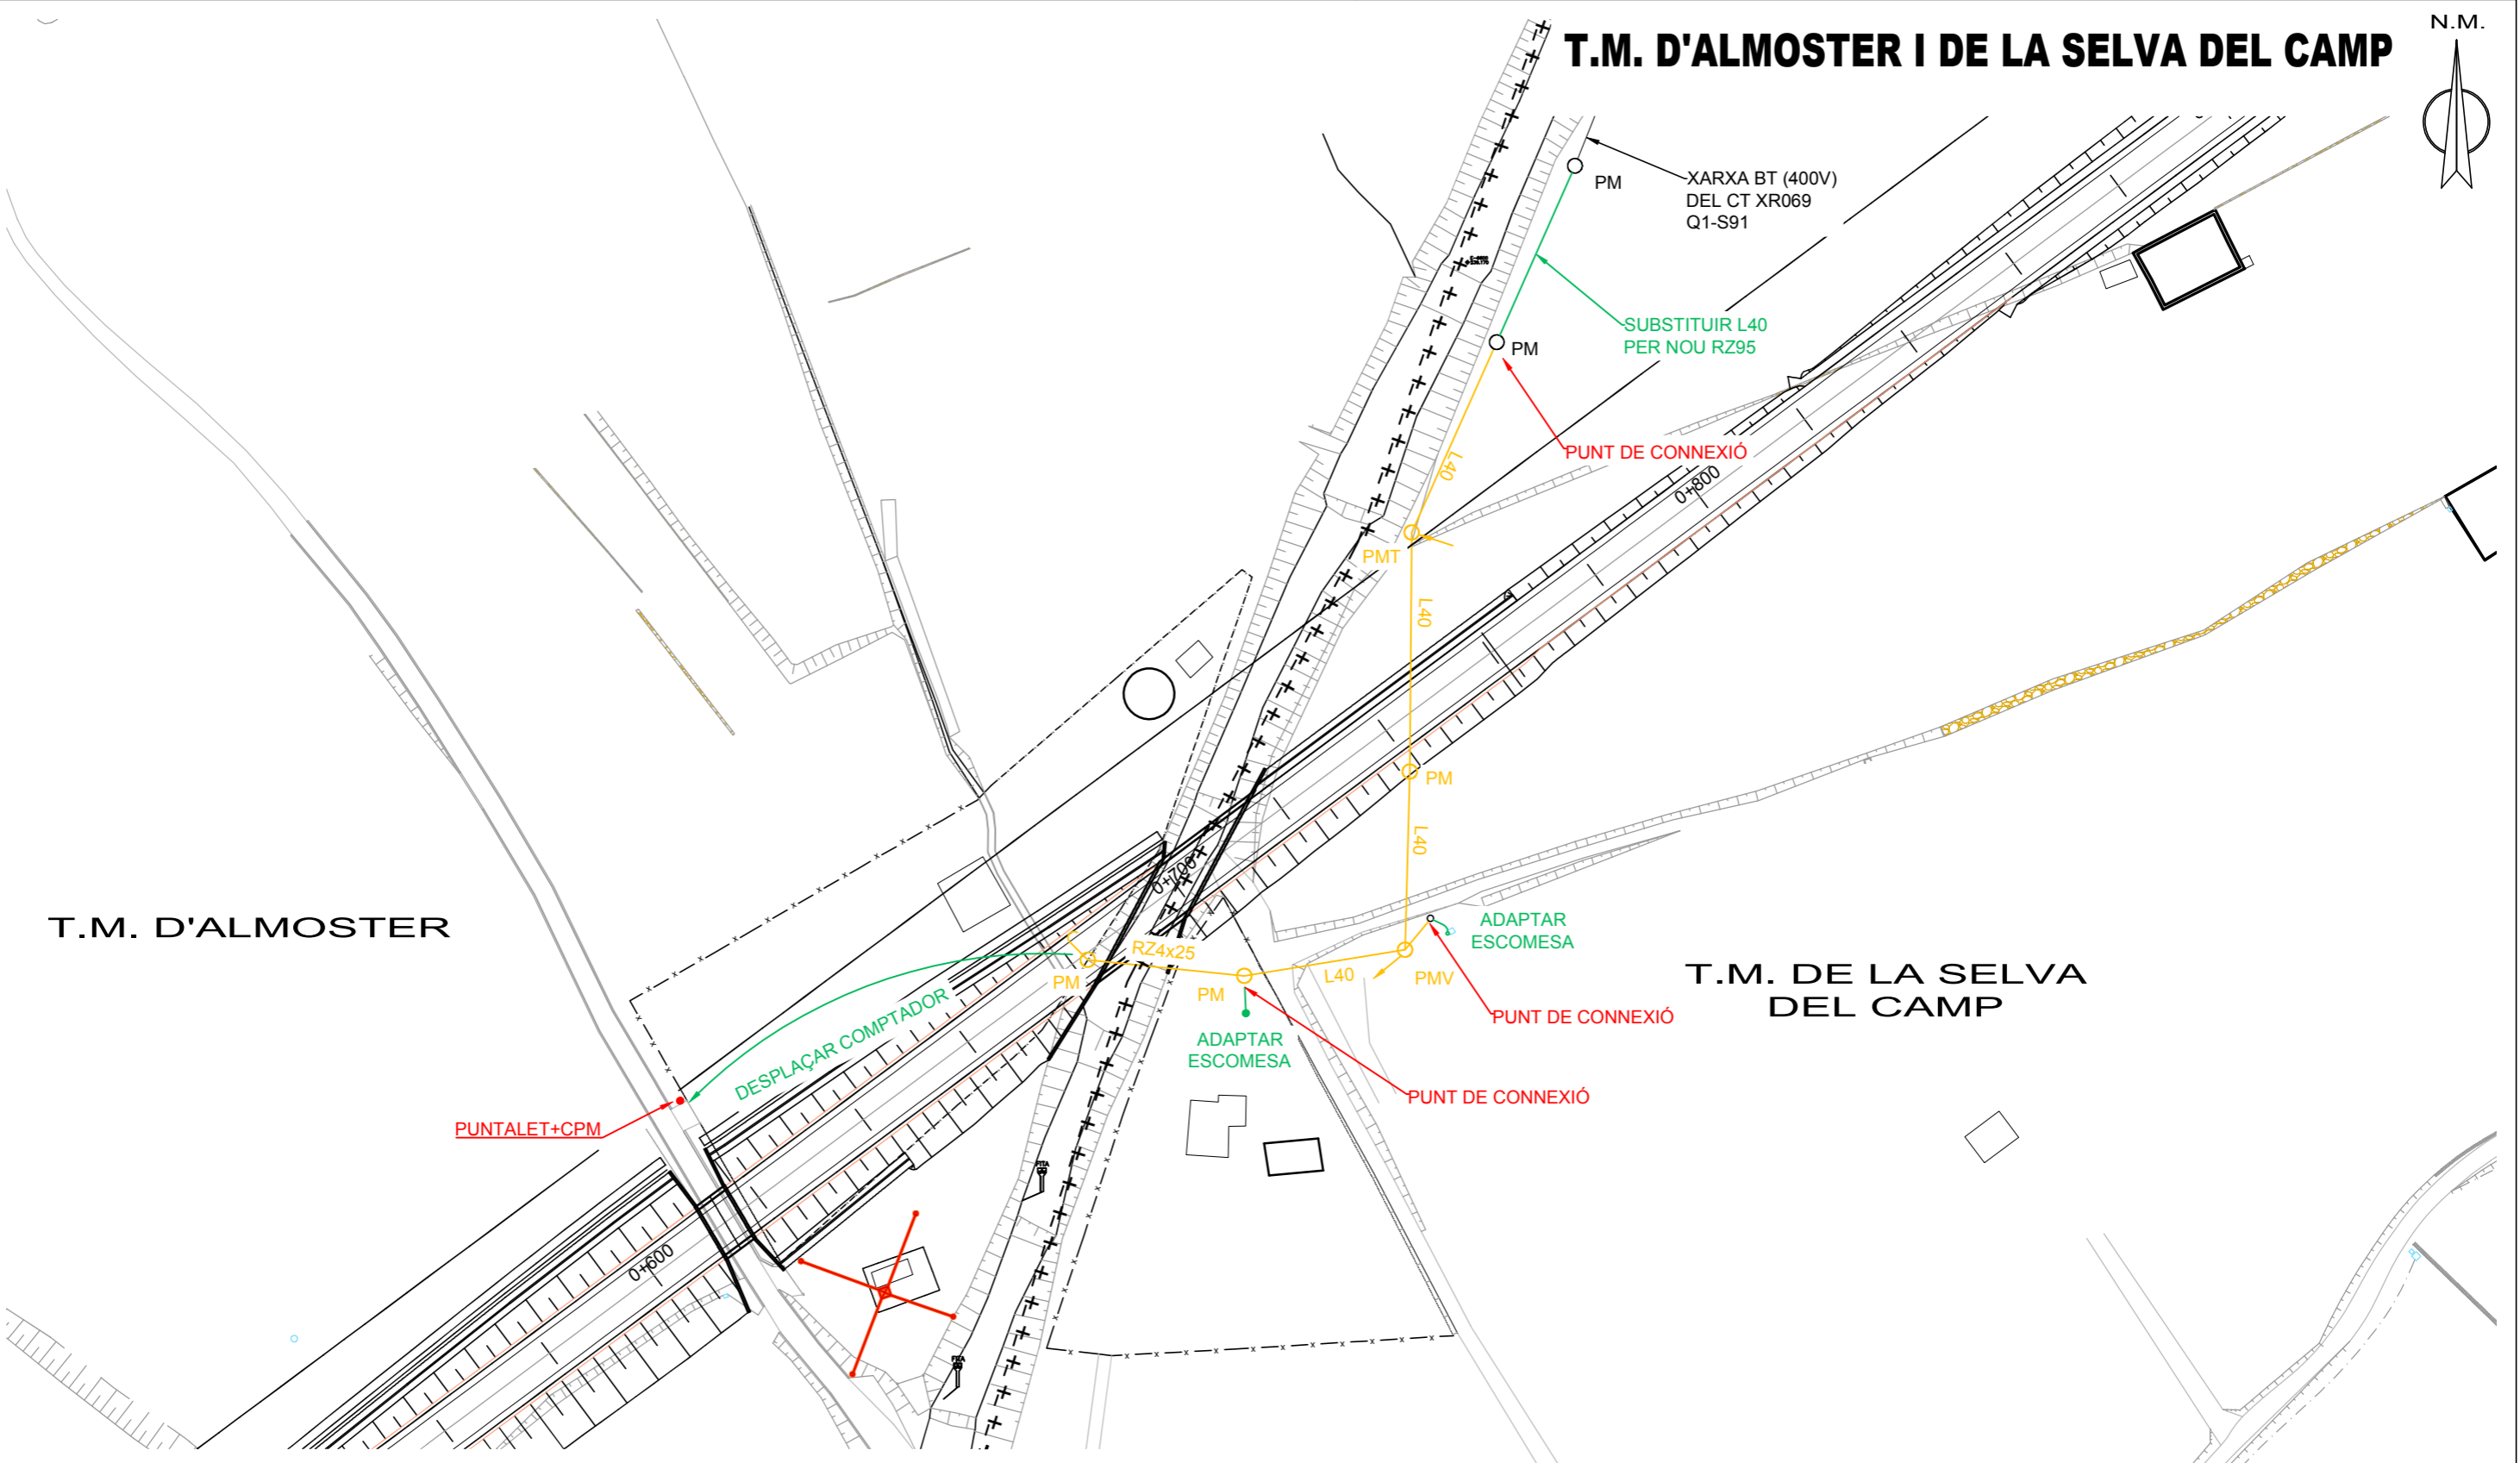 T.M. D'ALMOSTER I DE LA SELVA DEL CAMP
N.M.
PM
XARXA BT (400V)
DEL CT XR069
Q1-S91
SUBSTITUIR L40
PER NOU RZ95
PM
PUNT DE CONNEXIÓ
L40
0+800
PMT
L40
PM
L40
0+700
T.M. D'ALMOSTER
ADAPTAR
ESCOMESA
RZ4x25
PM
PM
L40
PMV
T.M. DE LA SELVA
DEL CAMP
DESPLAÇAR COMPTADOR
PUNT DE CONNEXIÓ
ADAPTAR
ESCOMESA
PUNT DE CONNEXIÓ
PUNTALET+CPM
FITA
0+600
FITA